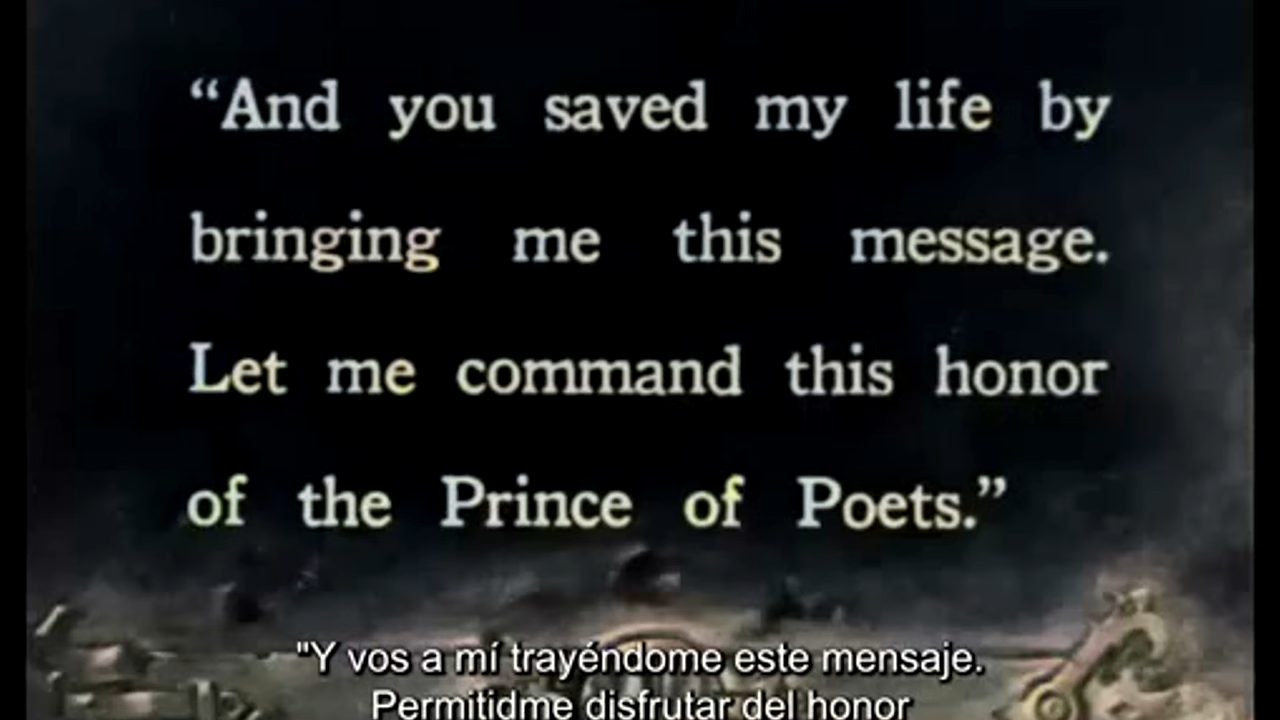 “And you saved my life by
bringing me this message.
Let me command this honor
of the Prince of Poets.”
"Y vos a mí trayéndome este mensaje.
Permitidme disfrutar del honor